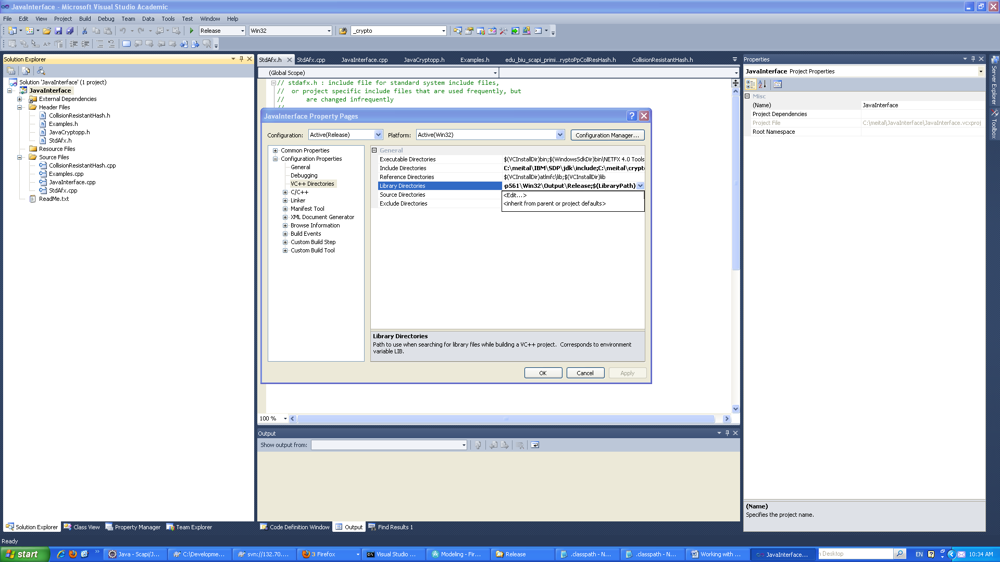 JavaInterface - Microsoft Visual Studio Academic
File Edit View Project Build Debug Team Data Tools Test Window Help
Release Win32 _crypto
Solution Explorer
Solution 'JavaInterface' (1 project)
JavaInterface
External Dependencies
Header Files
CollisionResistantHash.h
Examples.h
JavaCryptopp.h
StdAfx.h
Resource Files
Source Files
CollisionResistantHash.cpp
Examples.cpp
JavaInterface.cpp
StdAfx.cpp
ReadMe.txt
Solution Explorer Class View Property Manager Team Explorer
StdAfx.h StdAfx.cpp JavaInterface.cpp JavaCryptopp.h Examples.h edu_biu_scapi_primi...ryptoPpCollResHash.h CollisionResistantHash.h
(Global Scope)
// stdafx.h : include file for standard system include files,
// or project specific include files that are used frequently, but
// are changed infrequently
//
JavaInterface Property Pages
Configuration: Active(Release) Platform: Active(Win32) Configuration Manager...
Common Properties
Configuration Properties
General
Debugging
VC++ Directories
C/C++
Linker
Manifest Tool
XML Document Generator
Browse Information
Build Events
Custom Build Step
Custom Build Tool
General
Executable Directories $(VCInstallDir)bin;$(WindowsSdkDir)bin\NETFX 4.0 Tools
Include Directories C:\meital\IBM\SDP\jdk\include;C:\meital\crypt
Reference Directories $(VCInstallDir)atlmfc\lib;$(VCInstallDir)lib
Library Directories p561\Win32\Output\Release;$(LibraryPath)
Source Directories <Edit...>
Exclude Directories <inherit from parent or project defaults>
Library Directories
Path to use when searching for library files while building a VC++ project. Corresponds to environment
variable LIB.
OK Cancel Apply
100 %
Output
Show output from:
Code Definition Window Output Find Results 1
Properties
JavaInterface Project Properties
Misc
(Name) JavaInterface
Project Dependencies
Project File C:\meital\JavaInterface\JavaInterface.vcxproj
Root Namespace
(Name)
Specifies the project name.
Server Explorer
Toolbox
Ready
start Java - Scapi/J... C:\Developme... svn://132.70.... 3 Firefox Visual Studio ... Modeling - Fir... Release .classpath - N... .classpath - N... Working with ... JavaInterface... Desktop EN 10:34 AM